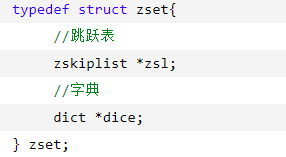 typedef struct zset{
//跳跃表
zskiplist *zsl;
//字典
dict *dice;
} zset;